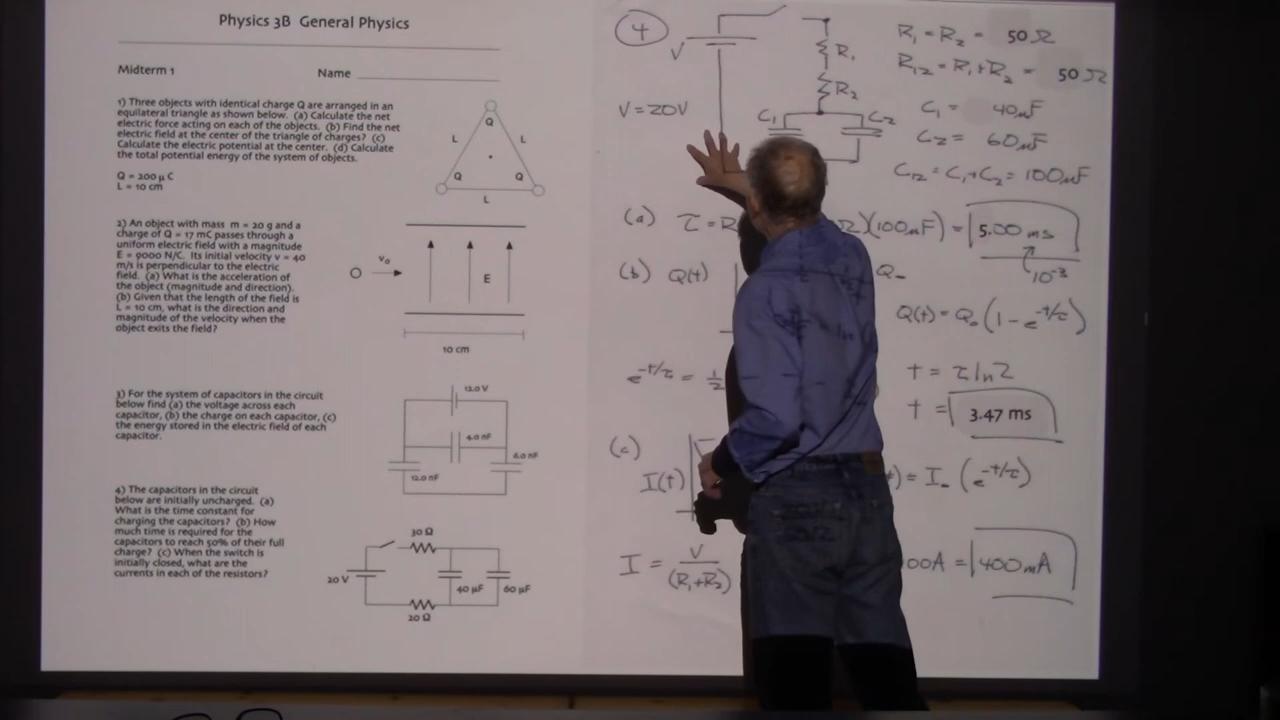 Physics 3B General Physics
Midterm 1
Name
1) Three objects with identical charge Q are arranged in an
equilateral triangle as shown below. (a) Calculate the net
electric force acting on each of the objects. (b) Find the net
electric field at the center of the triangle of charges? (c)
Calculate the electric potential at the center. (d) Calculate
the total potential energy of the system of objects.
Q = 200 μ C
L = 10 cm
Q
L
L
Q
Q
L
2) An object with mass m = 20 g and a
charge of Q = 17 mC passes through a
uniform electric field with a magnitude
E = 9000 N/C. Its initial velocity v = 40
m/s is perpendicular to the electric
field. (a) What is the acceleration of
the object (magnitude and direction).
(b) Given that the length of the field is
L = 10 cm, what is the direction and
magnitude of the velocity when the
object exits the field?
v₀
E
10 cm
3) For the system of capacitors in the circuit
below find (a) the voltage across each
capacitor, (b) the charge on each capacitor, (c)
the energy stored in the electric field of each
capacitor.
12.0 V
4.0 nF
6.0 nF
12.0 nF
4) The capacitors in the circuit
below are initially uncharged. (a)
What is the time constant for
charging the capacitors? (b) How
much time is required for the
capacitors to reach 50% of their full
charge? (c) When the switch is
initially closed, what are the
currents in each of the resistors?
30 Ω
20 V
40 μF
60 μF
20 Ω
4
V
R₁
R₂
V = 20V
C₁
C₂
R₁ = R₂ = 50 Ω
R₁₂ = R₁ + R₂ = 50 Ω
C₁ = 40μF
C₂ = 60μF
C₁₂ = C₁ + C₂ = 100μF
(a) τ = R Ω)(100μF) = 5.00 ms
10⁻³
(b) Q(t)
Q∞
Q(t) = Q∞ (1 − e^(-t/τ))
e^(-t/τ) = 1/2
t = τ ln 2
t = 3.47 ms
(c)
I(t)
t) = I∞ (e^(-t/τ))
I = V/(R₁+R₂)
00A = 400 mA